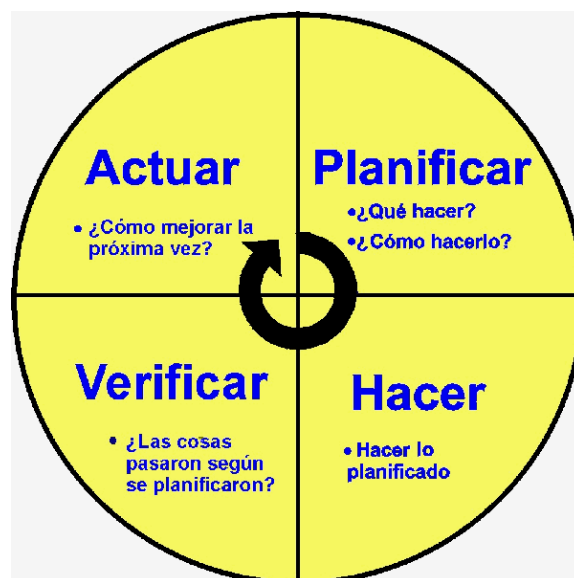 Actuar
• ¿Cómo mejorar la
próxima vez?
Planificar
•¿Qué hacer?
•¿Cómo hacerlo?
Verificar
• ¿Las cosas
pasaron según
se planificaron?
Hacer
• Hacer lo
planificado